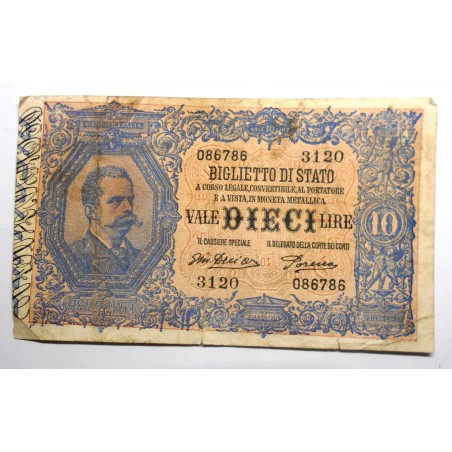 086786 3120
BIGLIETTO DI STATO
A CORSO LEGALE, CONVERTIBILE, AL PORTATORE
E A VISTA, IN MONETA METALLICA
VALE DIECI LIRE 10
IL CASSIERE SPECIALE IL DELEGATO DELLA CORTE DEI CONTI
3120 086786